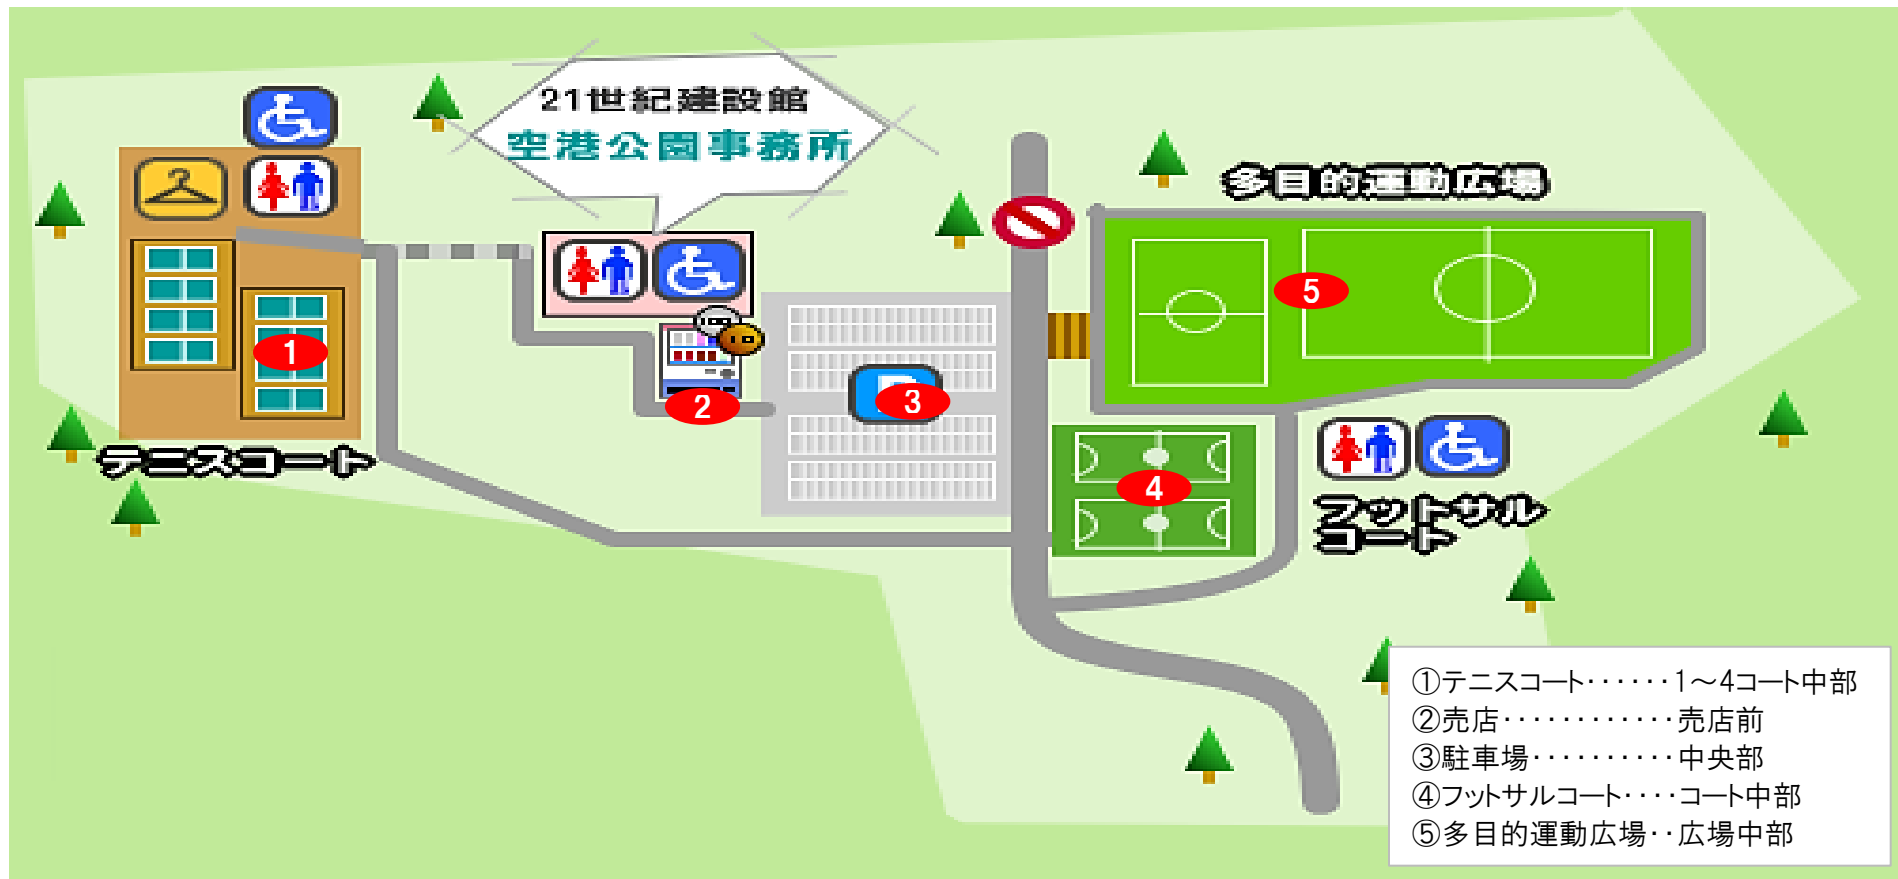 21世紀建設館
空港公園事務所
多目的運動広場
テニスコート
フットサル
コート
1
2
3
4
5
①テニスコート・・・・・・1～4コート中部
②売店・・・・・・・・・・・・売店前
③駐車場・・・・・・・・・・中央部
④フットサルコート・・・・コート中部
⑤多目的運動広場・・広場中部